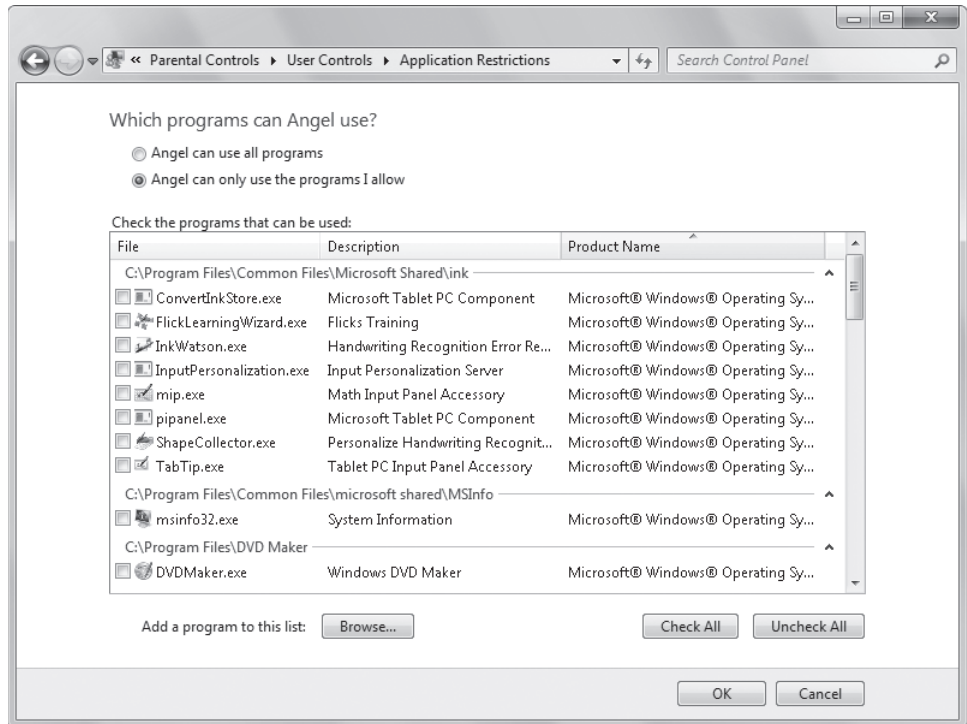 « Parental Controls ▸ User Controls ▸ Application Restrictions Search Control Panel
Which programs can Angel use?
Angel can use all programs
Angel can only use the programs I allow
Check the programs that can be used:
File Description Product Name
C:\Program Files\Common Files\Microsoft Shared\ink
ConvertInkStore.exe Microsoft Tablet PC Component Microsoft® Windows® Operating Sy...
FlickLearningWizard.exe Flicks Training Microsoft® Windows® Operating Sy...
InkWatson.exe Handwriting Recognition Error Re... Microsoft® Windows® Operating Sy...
InputPersonalization.exe Input Personalization Server Microsoft® Windows® Operating Sy...
mip.exe Math Input Panel Accessory Microsoft® Windows® Operating Sy...
pipanel.exe Microsoft Tablet PC Component Microsoft® Windows® Operating Sy...
ShapeCollector.exe Personalize Handwriting Recognit... Microsoft® Windows® Operating Sy...
TabTip.exe Tablet PC Input Panel Accessory Microsoft® Windows® Operating Sy...
C:\Program Files\Common Files\microsoft shared\MSInfo
msinfo32.exe System Information Microsoft® Windows® Operating Sy...
C:\Program Files\DVD Maker
DVDMaker.exe Windows DVD Maker Microsoft® Windows® Operating Sy...
Add a program to this list: Browse... Check All Uncheck All
OK Cancel